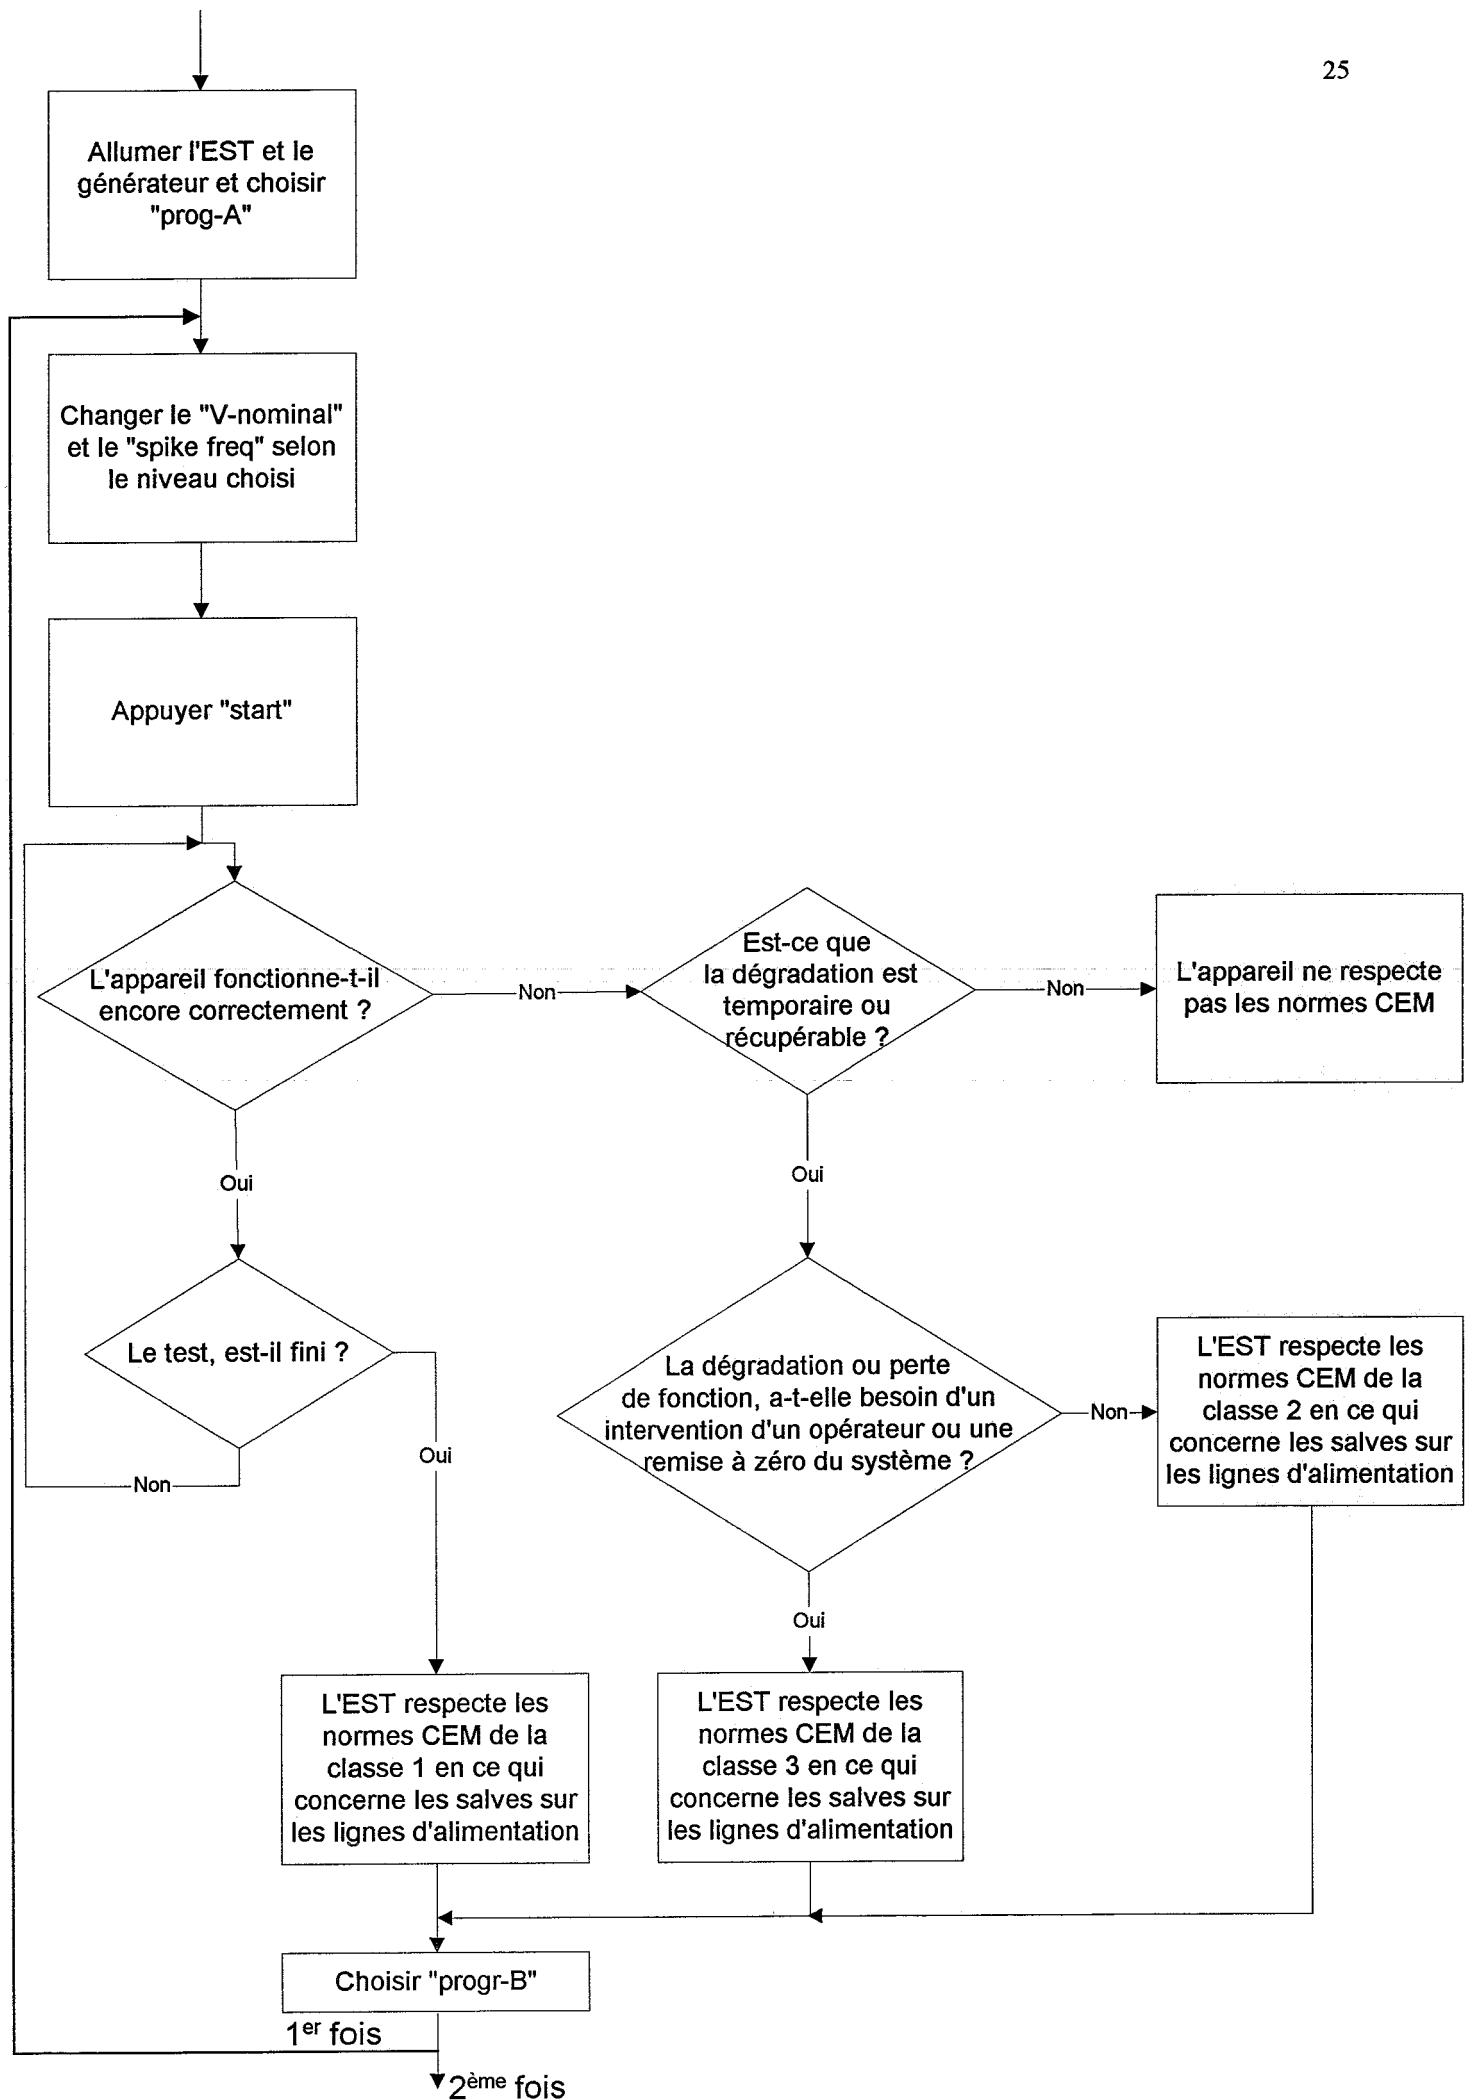 25
Allumer l'EST et le
générateur et choisir
"prog-A"
Changer le "V-nominal"
et le "spike freq" selon
le niveau choisi
Appuyer "start"
L'appareil fonctionne-t-il
encore correctement ?
Non
Est-ce que
la dégradation est
temporaire ou
récupérable ?
Non
L'appareil ne respecte
pas les normes CEM
Oui
Oui
Le test, est-il fini ?
Non
Oui
La dégradation ou perte
de fonction, a-t-elle besoin d'un
intervention d'un opérateur ou une
remise à zéro du système ?
Non
L'EST respecte les
normes CEM de la
classe 2 en ce qui
concerne les salves sur
les lignes d'alimentation
Oui
L'EST respecte les
normes CEM de la
classe 1 en ce qui
concerne les salves sur
les lignes d'alimentation
L'EST respecte les
normes CEM de la
classe 3 en ce qui
concerne les salves sur
les lignes d'alimentation
Choisir "progr-B"
1er fois
2ème fois